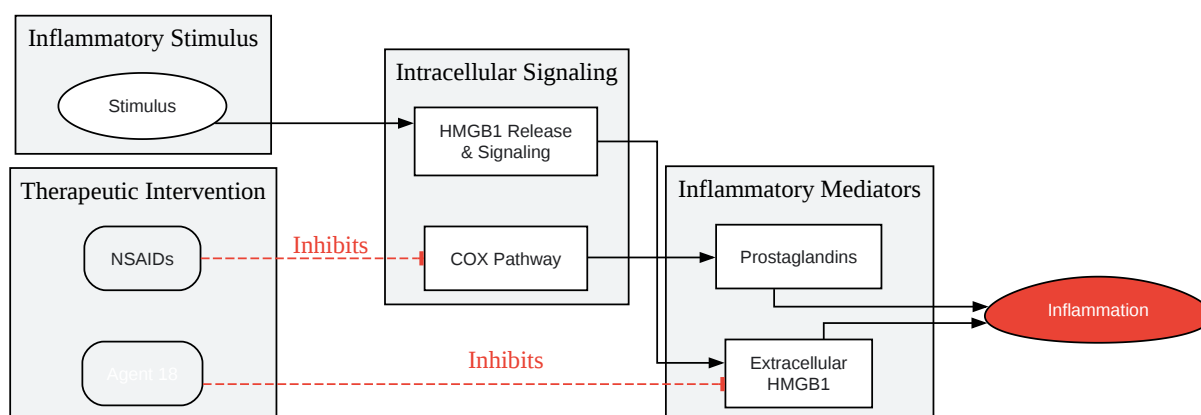 Inflammatory Stimulus
Stimulus
Therapeutic Intervention
NSAIDs
Agent 18
Inhibits
Inhibits
Intracellular Signaling
HMGB1 Release
& Signaling
COX Pathway
Inflammatory Mediators
Prostaglandins
Extracellular
HMGB1
Inflammation